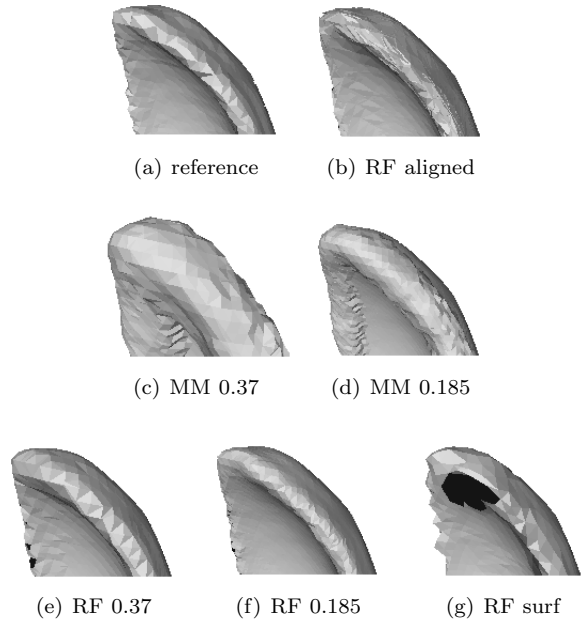 (a) reference
(b) RF aligned
(c) MM 0.37
(d) MM 0.185
(e) RF 0.37
(f) RF 0.185
(g) RF surf